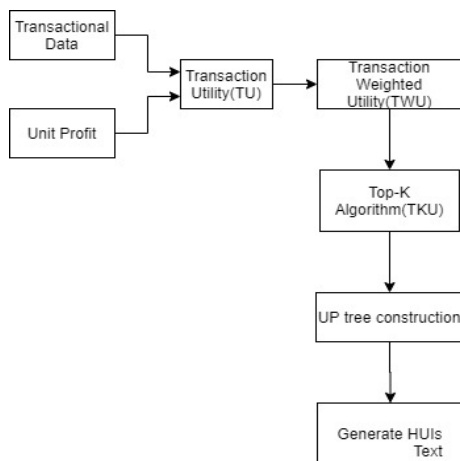 Transactional
Data
Unit Profit
Transaction
Utility(TU)
Transaction
Weighted
Utility(TWU)
Top-K
Algorithm(TKU)
UP tree construction
Generate HUIs
Text